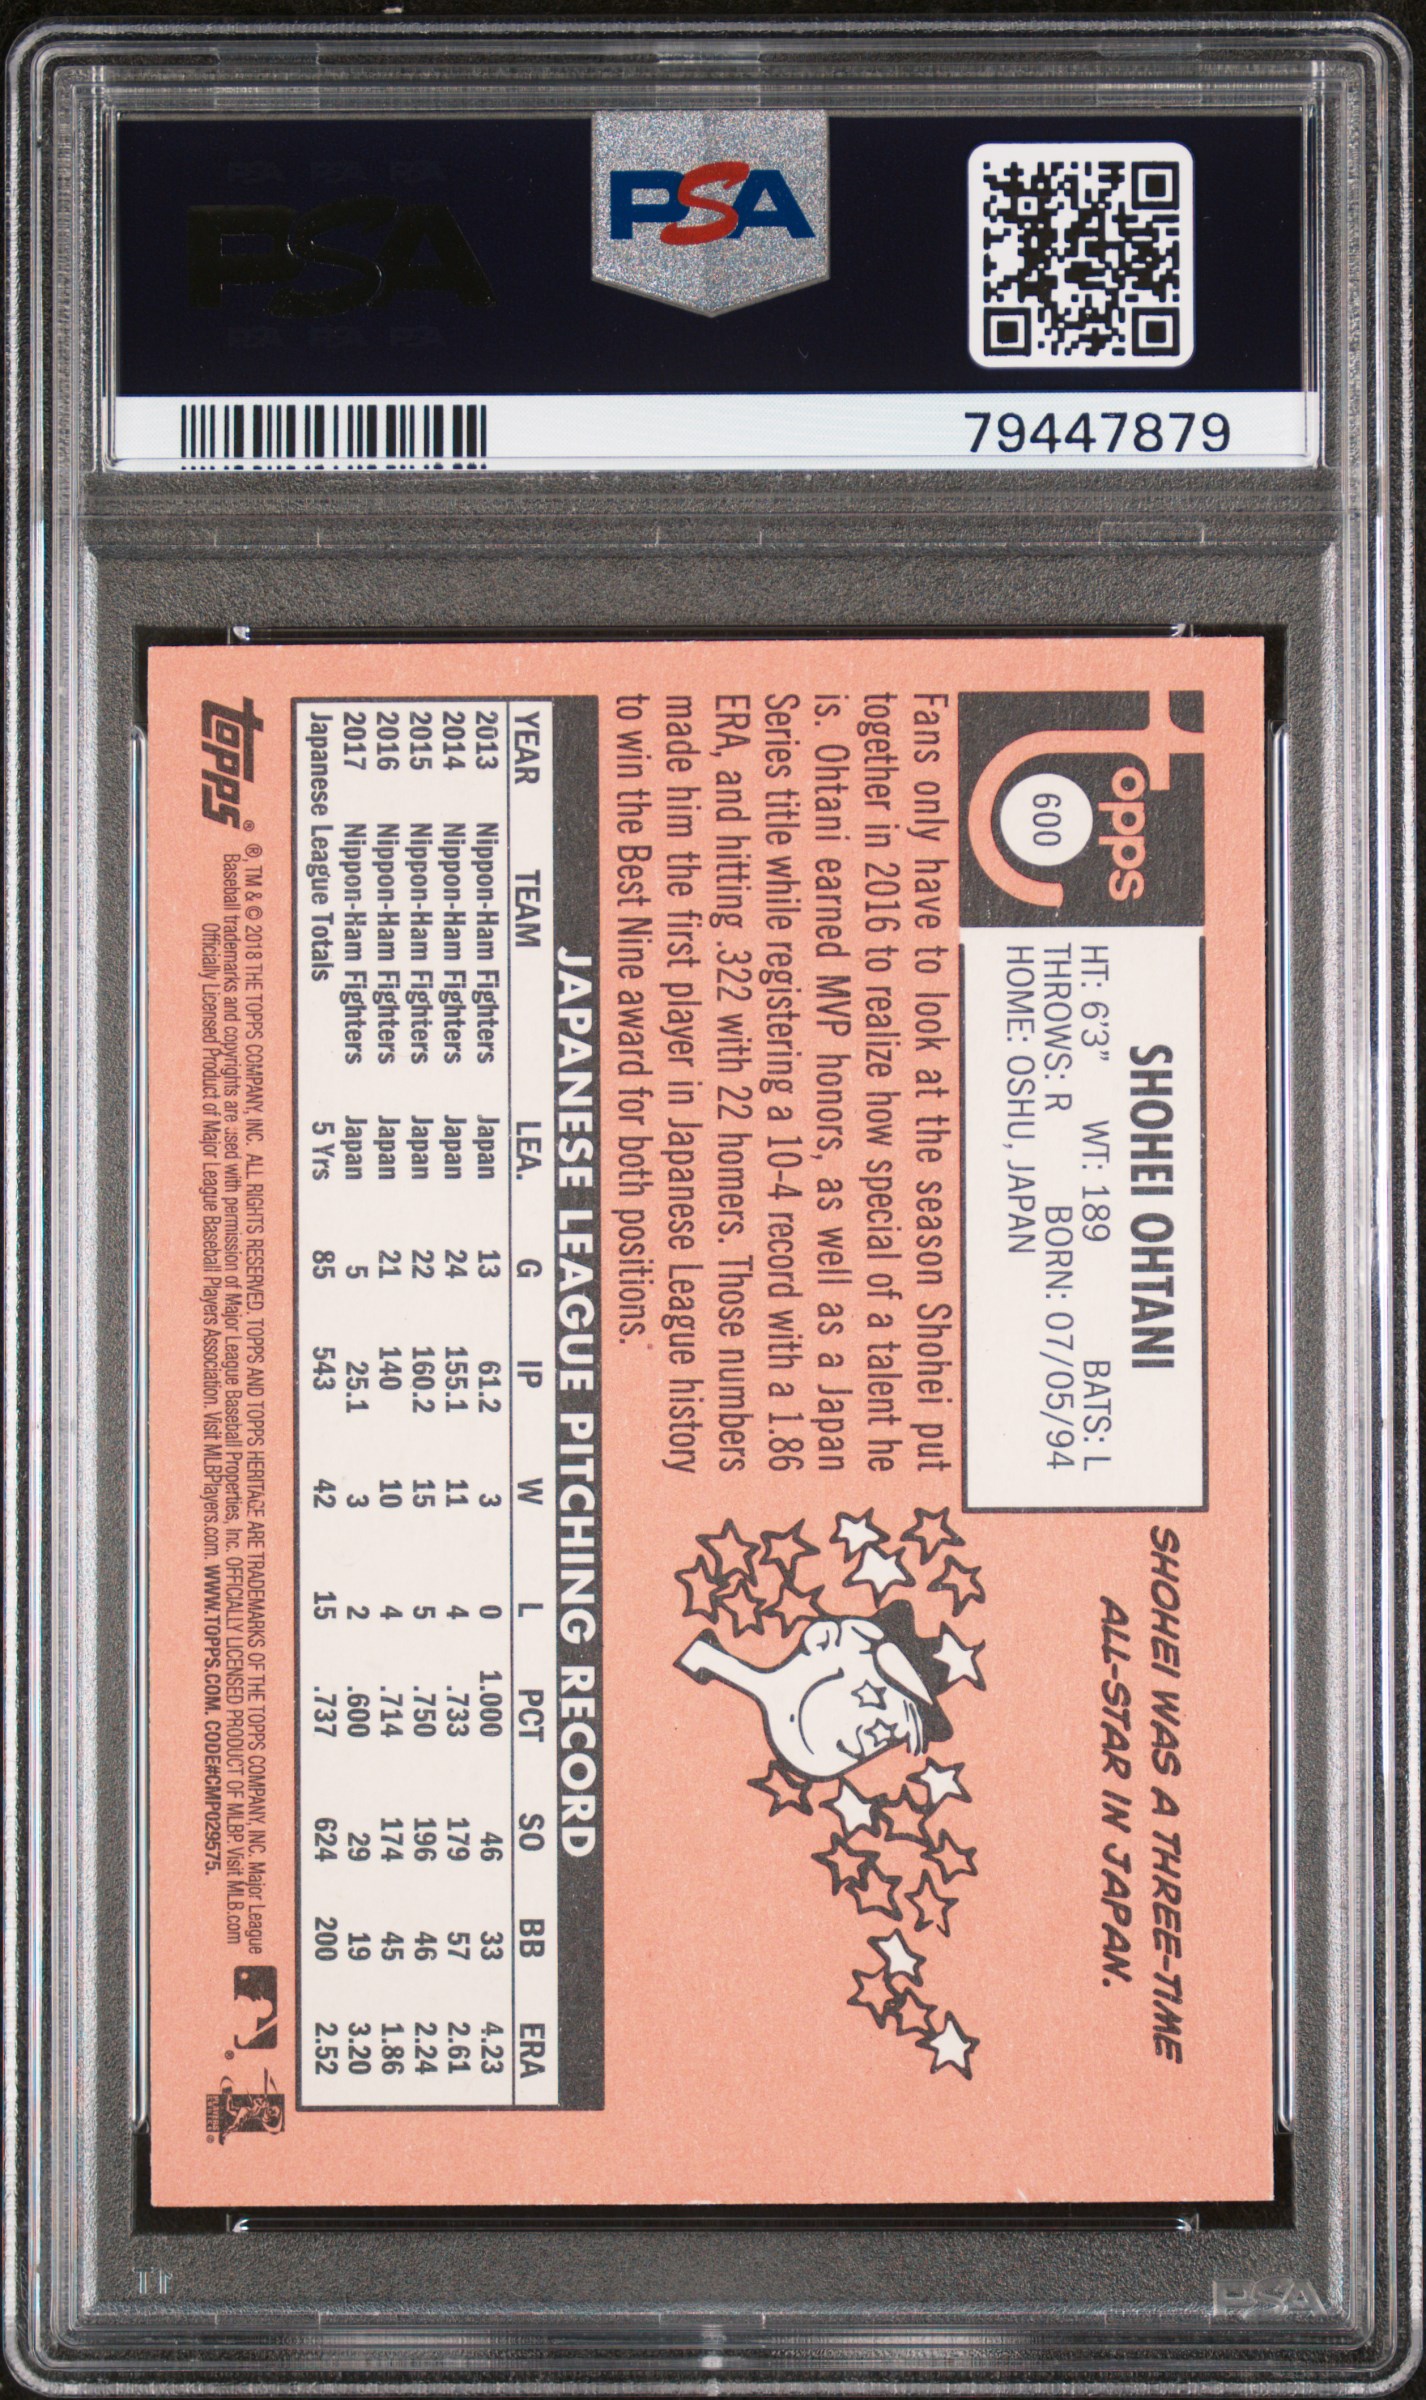 PSA
PSA PSA PSA
PSA
PSA PSA PSA
79447879
Topps
600
SHOHEI OHTANI
HT: 6'3" WT: 189 BATS: L
THROWS: R BORN: 07/05/94
HOME: OSHU, JAPAN
SHOHEI WAS A THREE-TIME
ALL-STAR IN JAPAN.
Fans only have to look at the season Shohei put
together in 2016 to realize how special of a talent he
is. Ohtani earned MVP honors, as well as a Japan
Series title while registering a 10-4 record with a 1.86
ERA, and hitting .322 with 22 homers. Those numbers
made him the first player in Japanese League history
to win the Best Nine award for both positions.
JAPANESE LEAGUE PITCHING RECORD
YEAR TEAM LEA. G IP W L PCT SO BB ERA
2013 Nippon-Ham Fighters Japan 13 61.2 3 0 1.000 46 33 4.23
2014 Nippon-Ham Fighters Japan 24 155.1 11 4 .733 179 57 2.61
2015 Nippon-Ham Fighters Japan 22 160.2 15 5 .750 196 46 2.24
2016 Nippon-Ham Fighters Japan 21 140 10 4 .714 174 45 1.86
2017 Nippon-Ham Fighters Japan 5 25.1 3 2 .600 29 19 3.20
Japanese League Totals 5 Yrs 85 543 42 15 .737 624 200 2.52
Topps
®, TM & © 2018 THE TOPPS COMPANY, INC. ALL RIGHTS RESERVED. TOPPS AND TOPPS HERITAGE ARE TRADEMARKS OF THE TOPPS COMPANY, INC. Major League
Baseball trademarks and copyrights are used with permission of Major League Baseball Properties, Inc. OFFICIALLY LICENSED PRODUCT OF MLBP. Visit MLB.com
Officially Licensed Product of Major League Baseball Players Association. Visit MLBPlayers.com. WWW.TOPPS.COM. CODE#CMP029575.
PSA